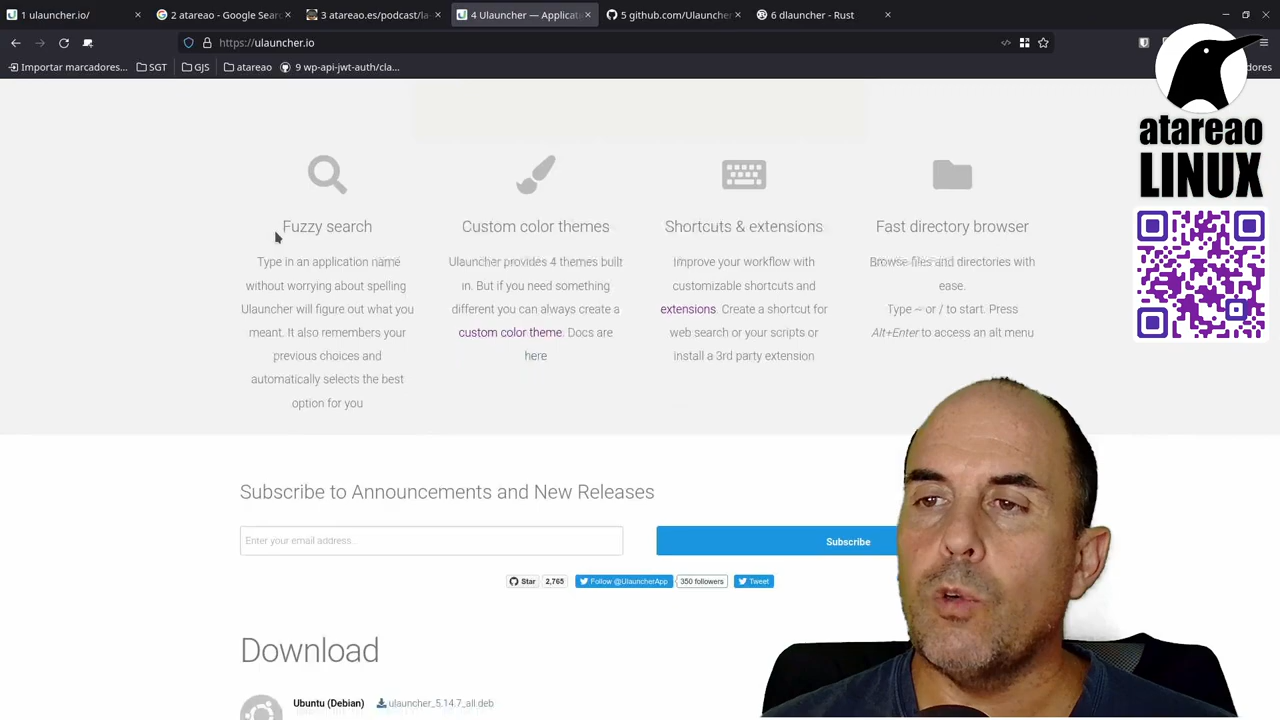 1 ulauncher.io/
2 atareao - Google Sear
3 atareao.es/podcast/la
4 Ulauncher — Applicat
5 github.com/Ulauncher
6 dlauncher - Rust
https://ulauncher.io
Importar marcadores...
SGT
GJS
atareao
9 wp-api-jwt-auth/cla...
dores
atareao
LINUX
Fuzzy search
Type in an application name
without worrying about spelling
Ulauncher will figure out what you
meant. It also remembers your
previous choices and
automatically selects the best
option for you
Custom color themes
Ulauncher provides 4 themes built
in. But if you need something
different you can always create a
custom color theme. Docs are
here
Shortcuts & extensions
Improve your workflow with
customizable shortcuts and
extensions. Create a shortcut for
web search or your scripts or
install a 3rd party extension
Fast directory browser
Browse files and directories with
ease.
Type ~ or / to start. Press
Alt+Enter to access an alt menu
Subscribe to Announcements and New Releases
Enter your email address..
Subscribe
Star
2,765
Follow @UlauncherApp
350 followers
Tweet
Download
Ubuntu (Debian)
ulauncher_5.14.7_all.deb